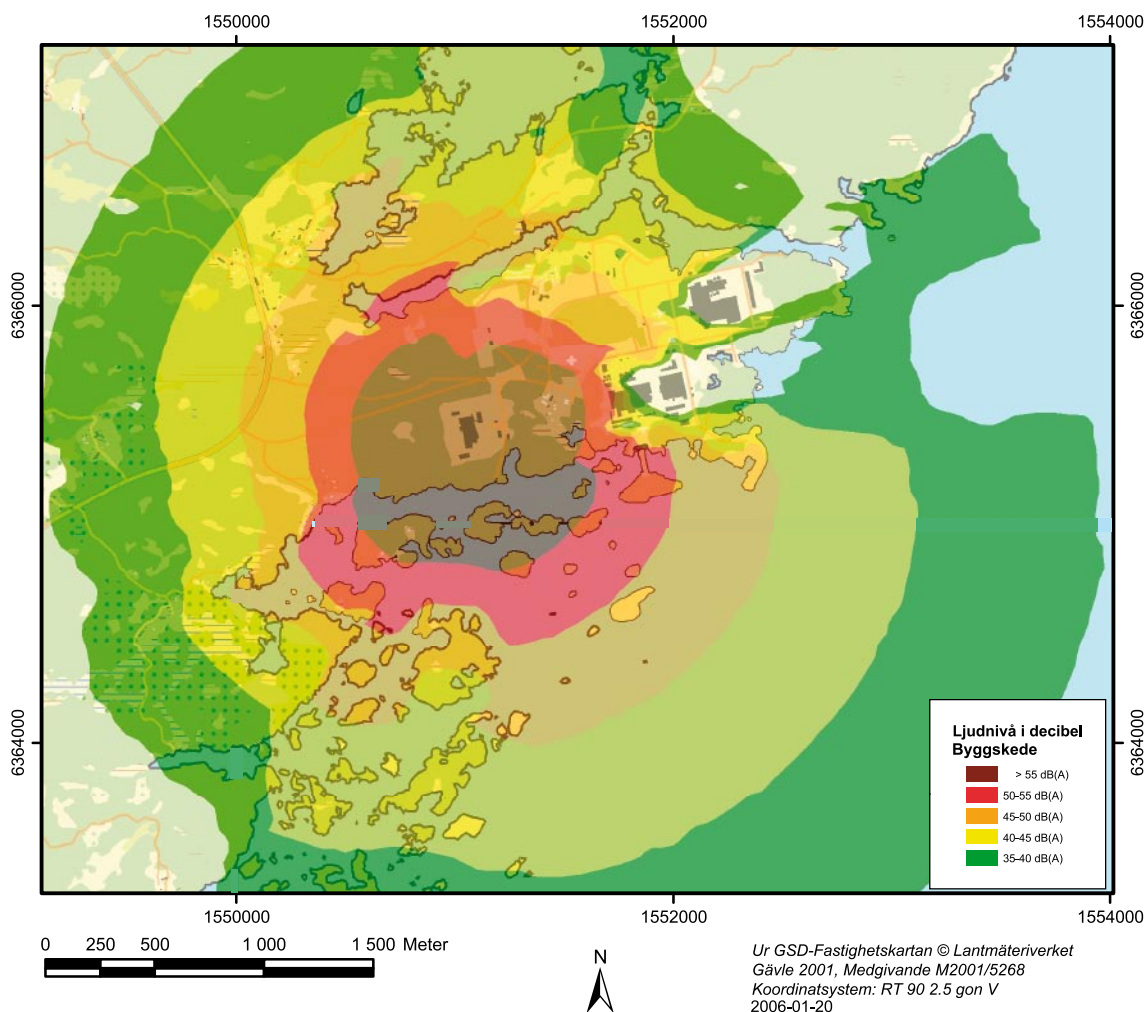 1550000
1552000
1554000
6366000
6366000
6364000
6364000
Ljudnivå i decibel
Byggskede
> 55 dB(A)
50–55 dB(A)
45–50 dB(A)
40–45 dB(A)
35-40 dB(A)
1550000
1552000
1554000
0 250 500 1 000 1 500 Meter
N
Ur GSD-Fastighetskartan © Lantmäteriverket
Gävle 2001, Medgivande M2001/5268
Koordinatsystem: RT 90 2.5 gon V
2006-01-20